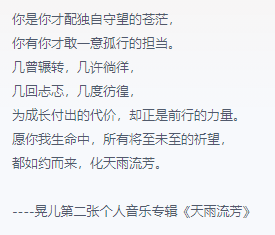 你是你才配独自守望的苍茫，
你有你才敢一意孤行的担当。
几曾辗转，几许倘佯，
几回忐忑，几度彷徨，
为成长付出的代价，却正是前行的力量。
愿你我生命中，所有将至未至的祈望，
都如约而来，化天雨流芳。
----晃儿第二张个人音乐专辑《天雨流芳》